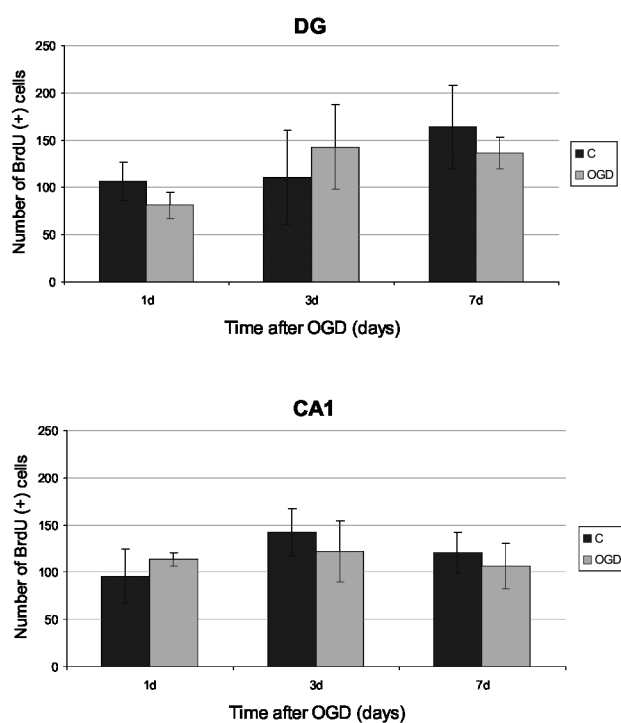 DG
Number of BrdU (+) cells
250
200
150
100
50
0
1d 3d 7d
Time after OGD (days)
C
OGD
CA1
Number of BrdU (+) cells
250
200
150
100
50
0
1d 3d 7d
Time after OGD (days)
C
OGD